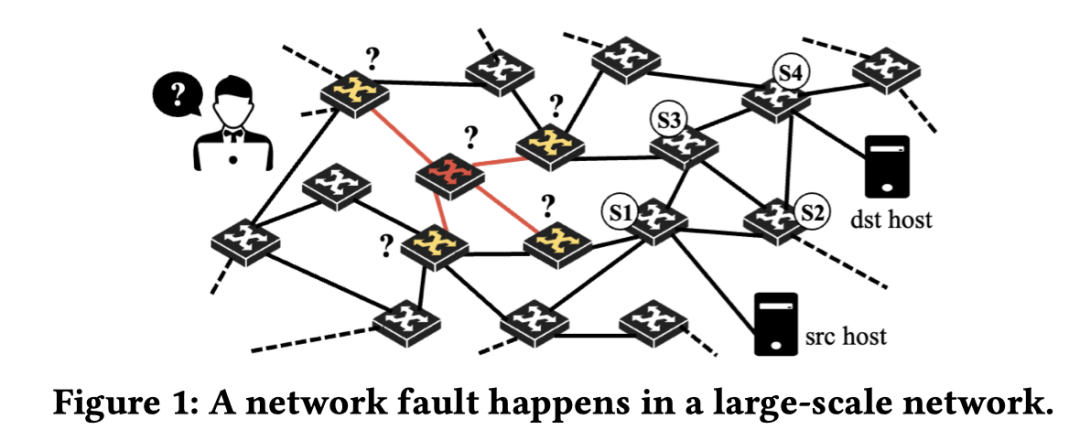 ?
?
?
S4
S3
?
?
S1
S2
dst host
?
src host
Figure 1: A network fault happens in a large-scale network.